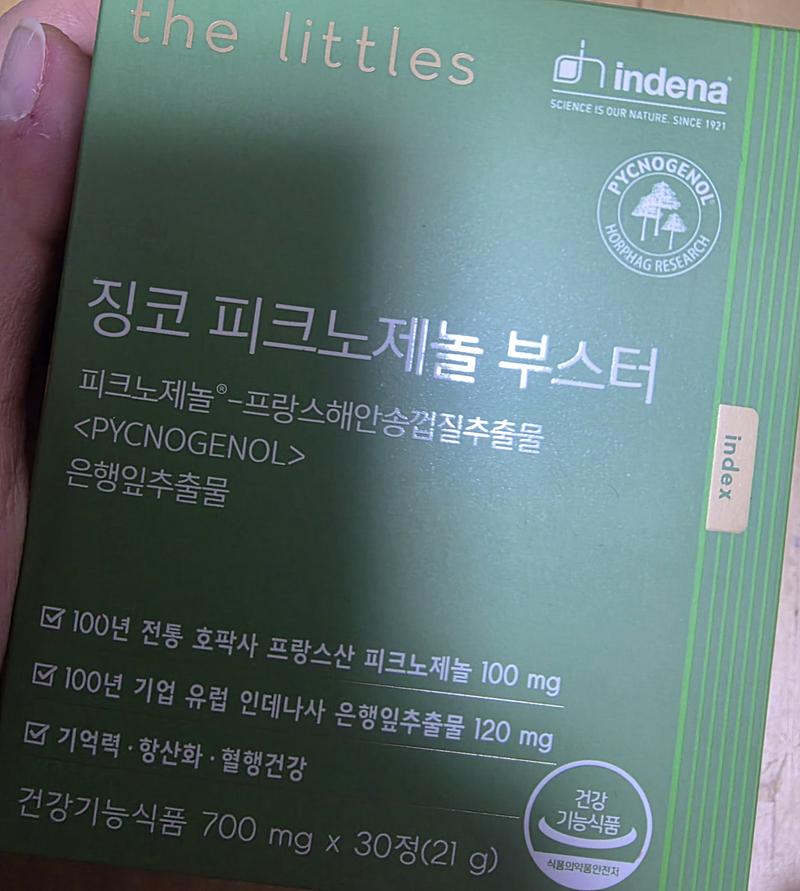 the littles
indena
SCIENCE IS OUR NATURE. SINCE 1921
PYCNOGENOL®
HORPHAG RESEARCH
징코 피크노제놀 부스터
피크노제놀®-프랑스해안송껍질추출물
<PYCNOGENOL>
은행잎추출물
index
100년 전통 호팍사 프랑스산 피크노제놀 100 mg
100년 기업 유럽 인데나사 은행잎추출물 120 mg
기억력·항산화·혈행건강
건강기능식품 700 mg x 30정(21 g)
건강
기능식품
식품의약품안전처